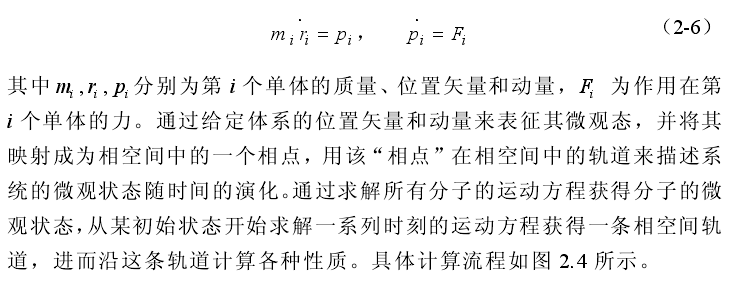 m i ṙi = pi ， ṗi = Fi （2-6）
其中 mi , ri , pi 分别为第 i 个单体的质量、位置矢量和动量，Fi 为作用在第
i 个单体的力。通过给定体系的位置矢量和动量来表征其微观态，并将其
映射成为相空间中的一个相点，用该“相点”在相空间中的轨道来描述系
统的微观状态随时间的演化。通过求解所有分子的运动方程获得分子的微
观状态，从某初始状态开始求解一系列时刻的运动方程获得一条相空间轨
道，进而沿这条轨道计算各种性质。具体计算流程如图 2.4 所示。